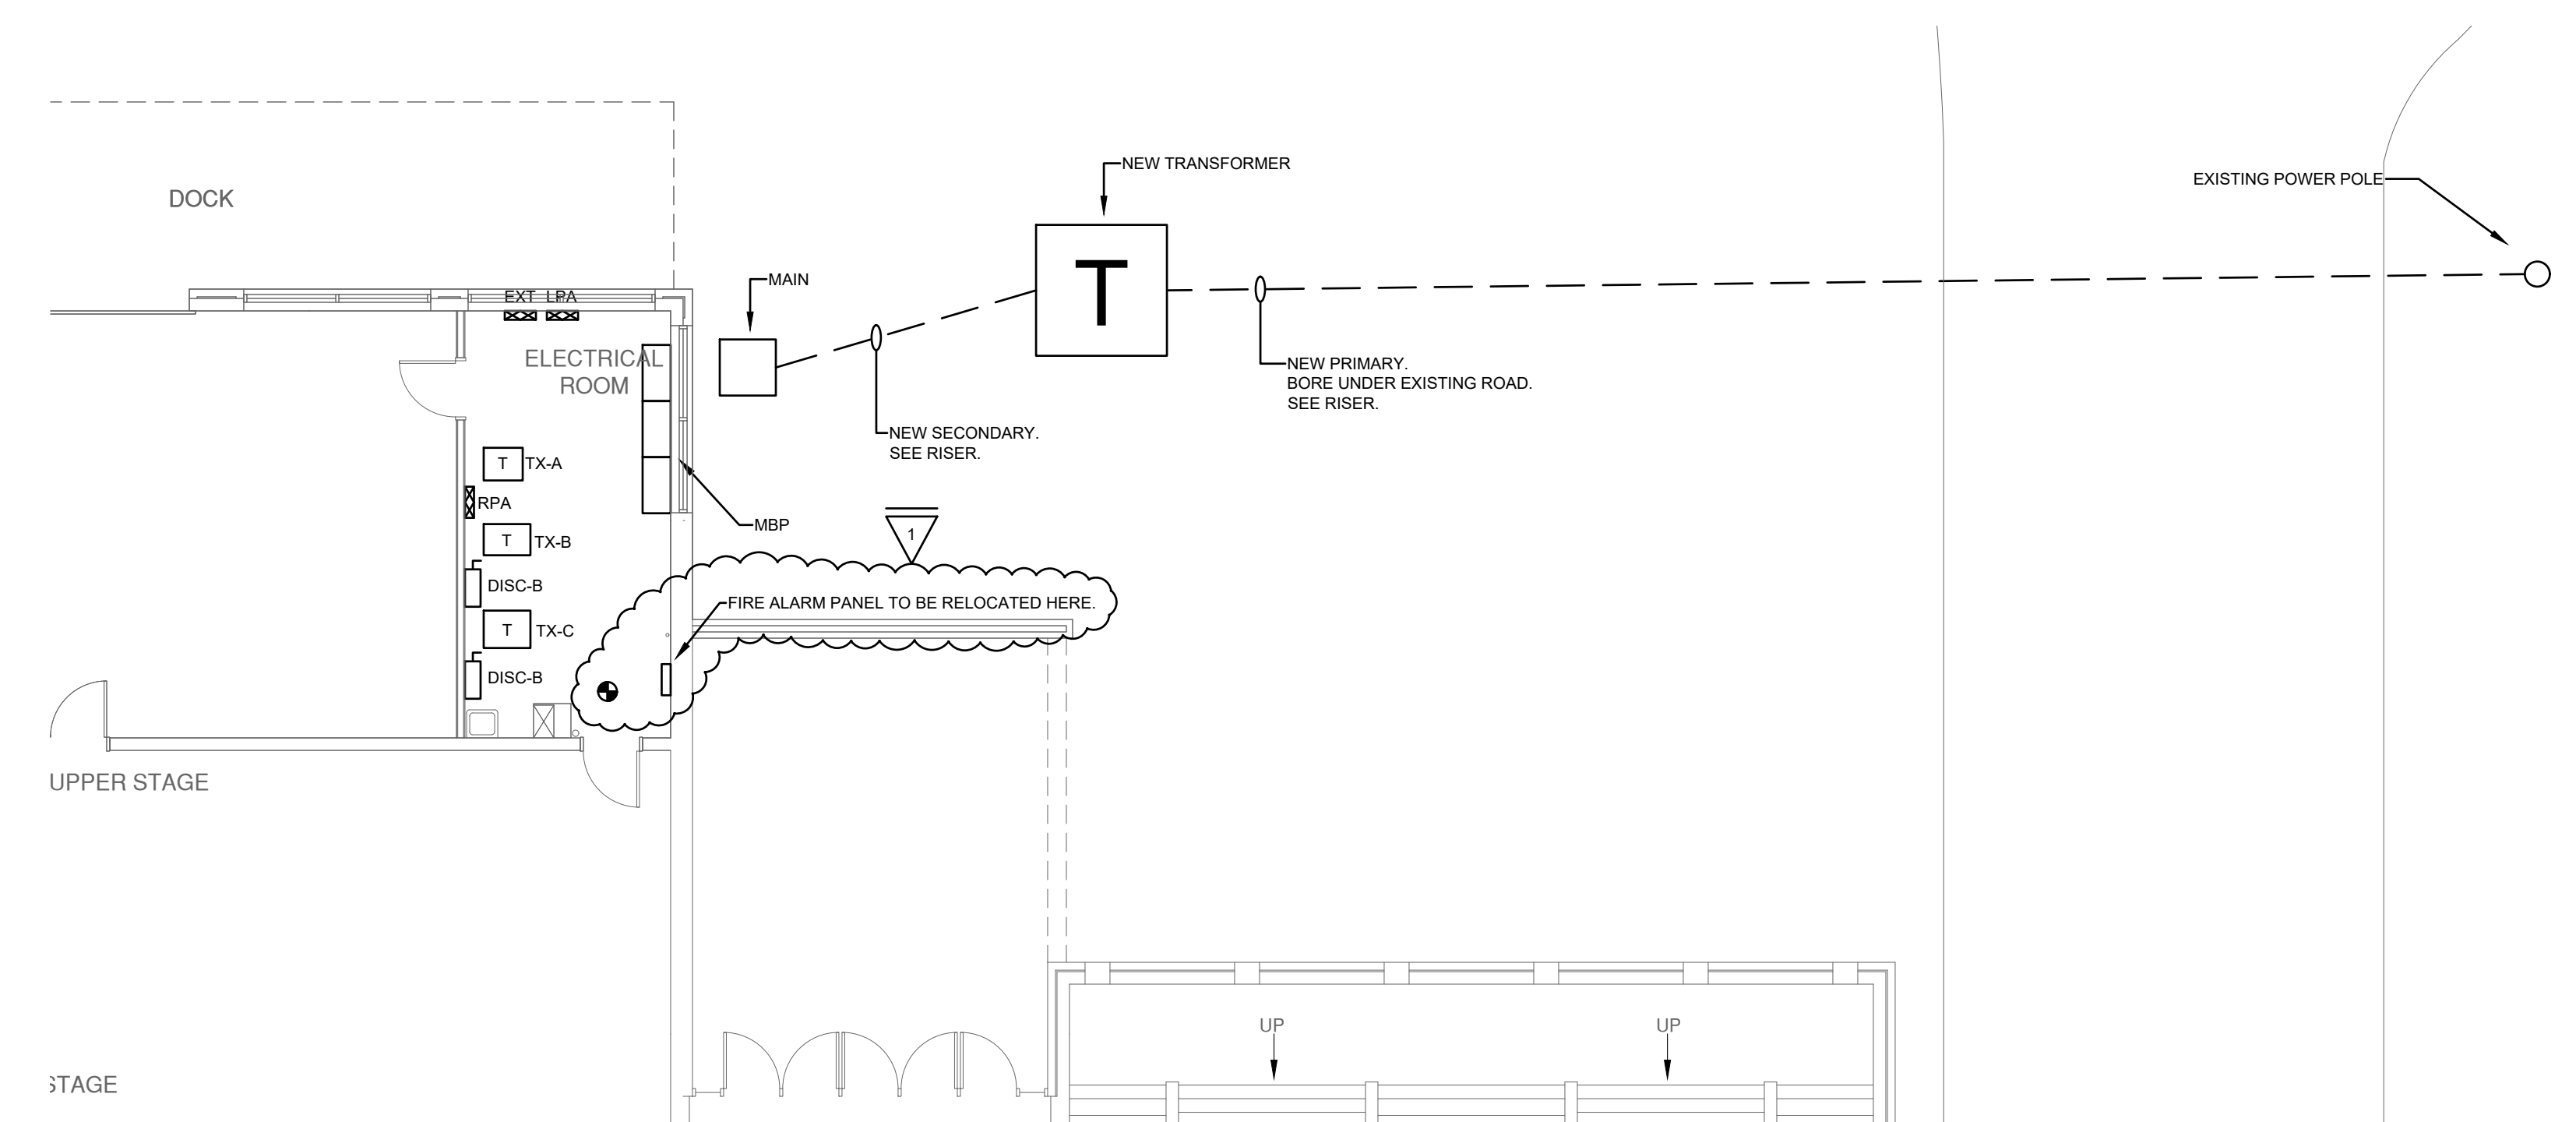 NEW TRANSFORMER
EXISTING POWER POLE
DOCK
MAIN
EXT LPA
T
ELECTRICAL
ROOM
NEW PRIMARY.
BORE UNDER EXISTING ROAD.
SEE RISER.
NEW SECONDARY.
SEE RISER.
T TX-A
RPA
MBP
1
T TX-B
DISC-B
FIRE ALARM PANEL TO BE RELOCATED HERE.
T TX-C
DISC-B
UPPER STAGE
UP
UP
STAGE